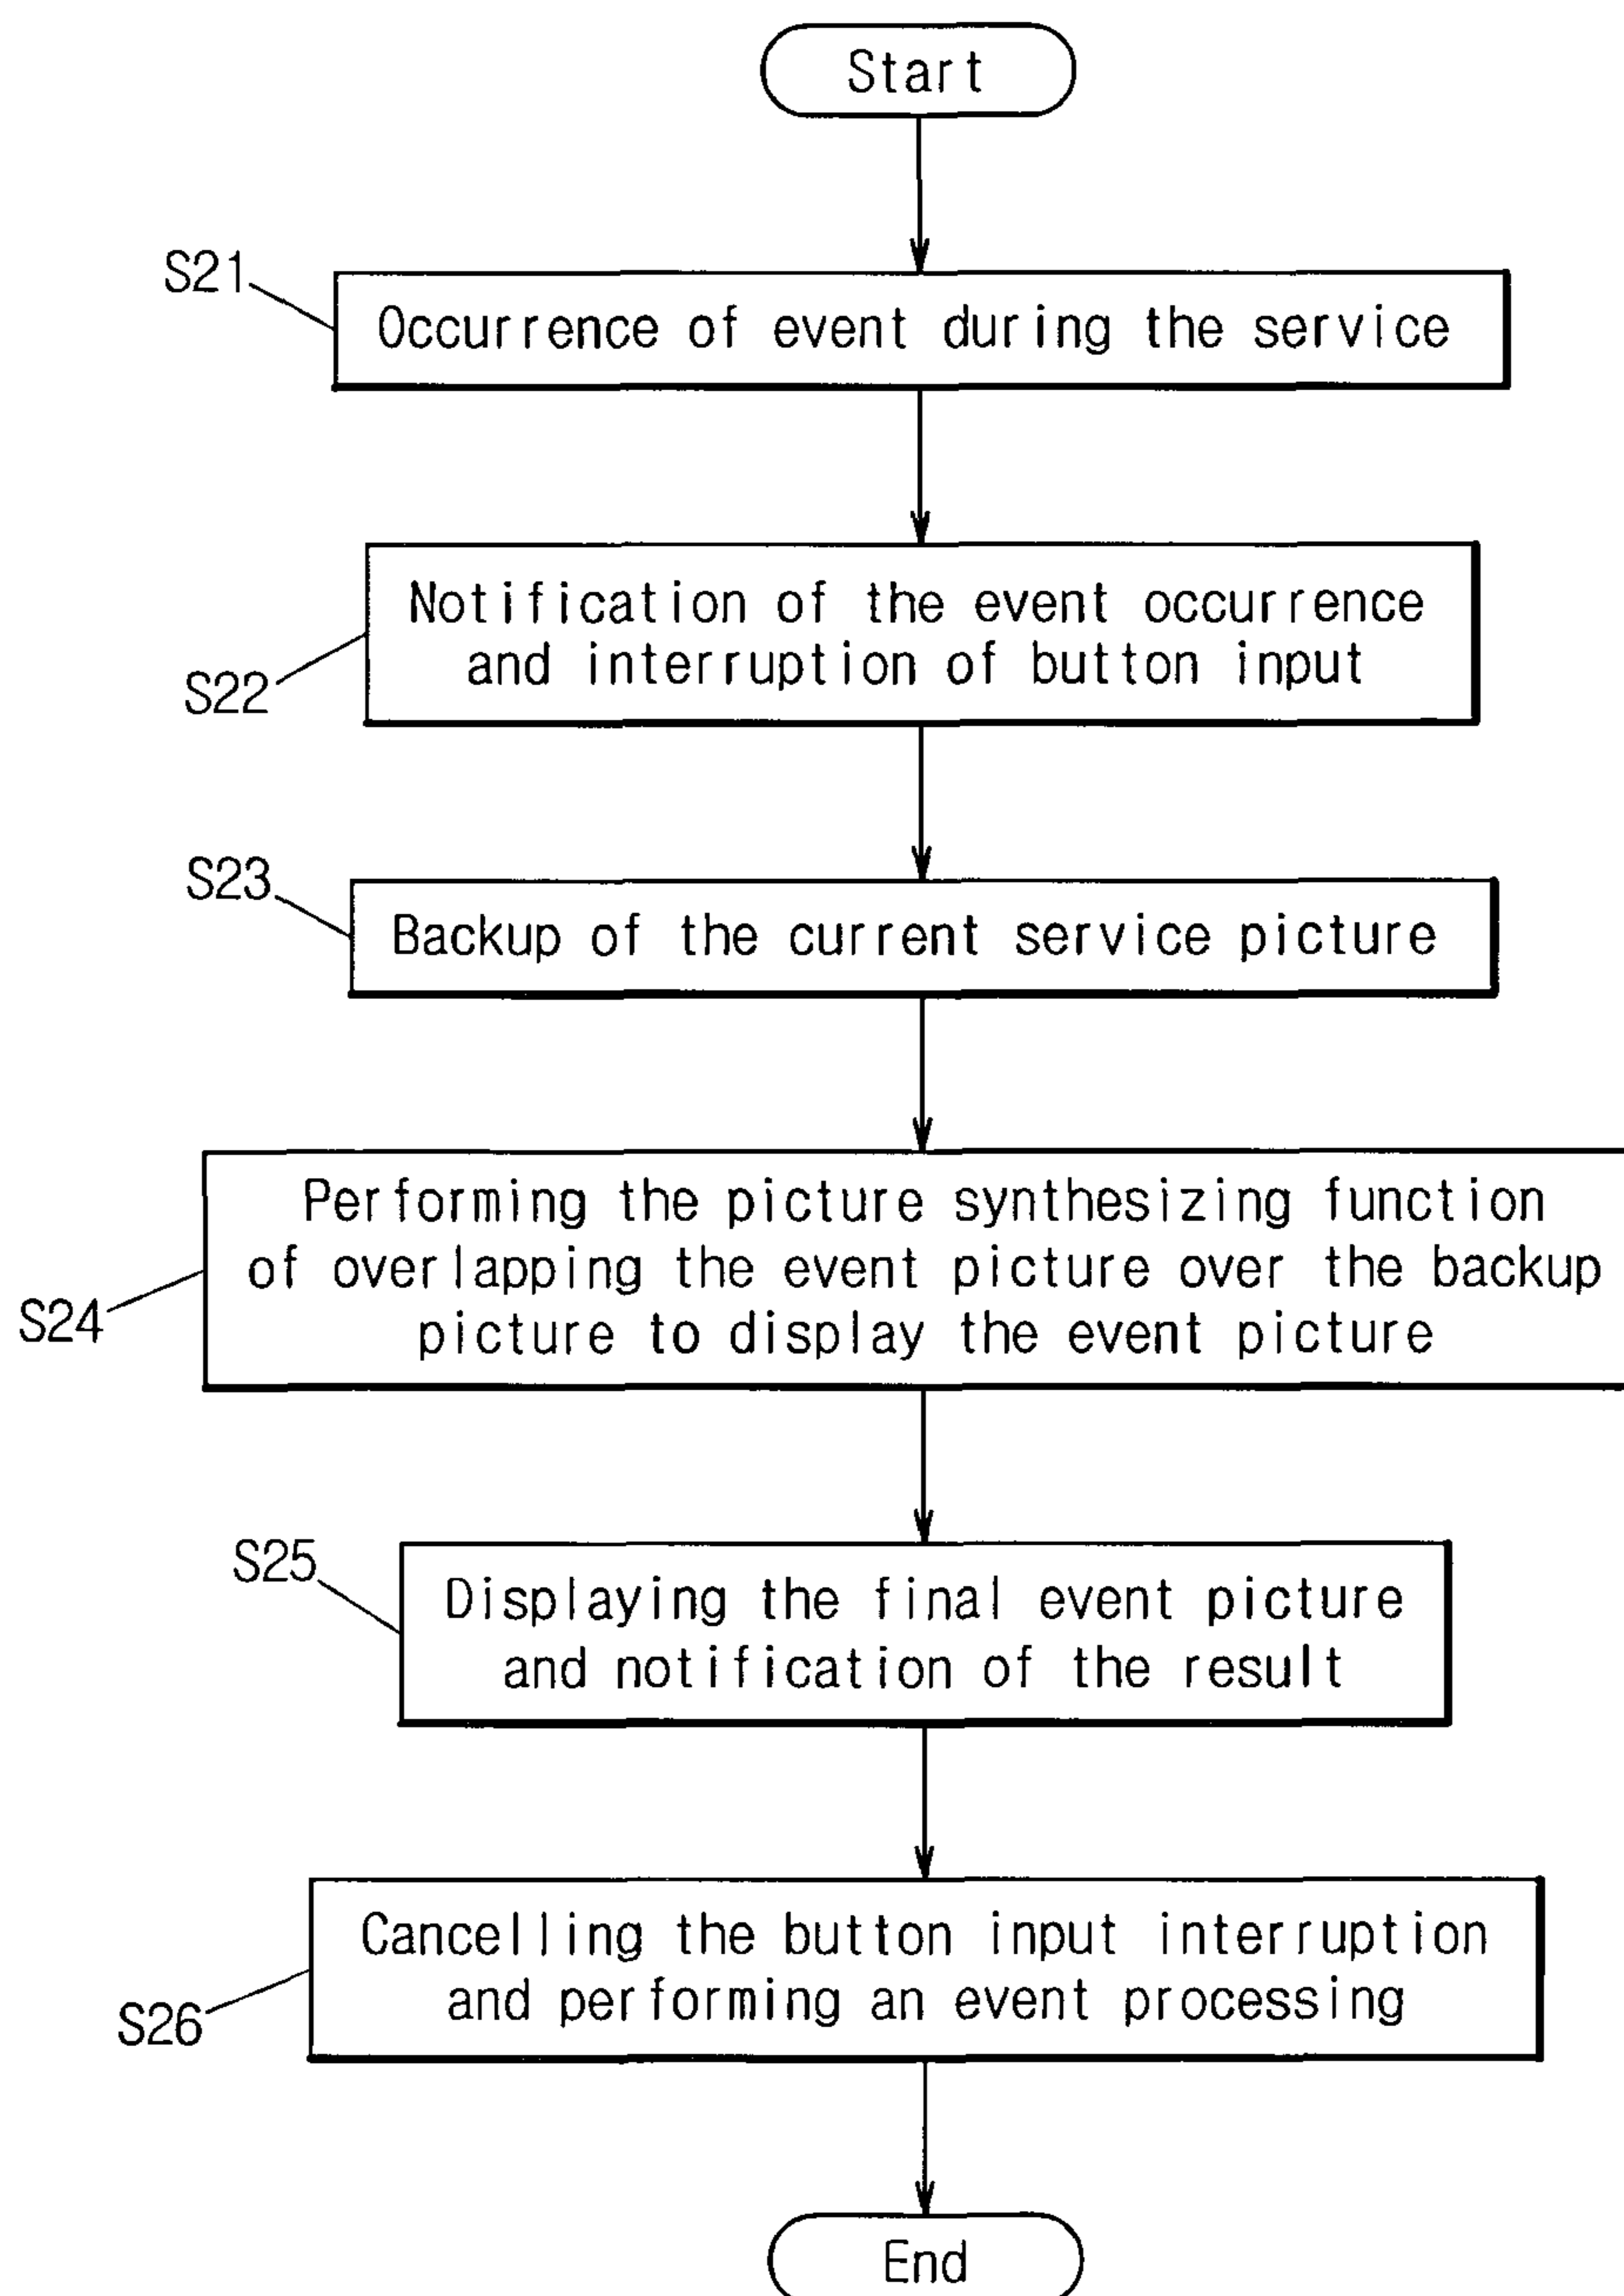 Start
S21
Occurrence of event during the service
Notification of the event occurrence
and interruption of button input
S22
S23
Backup of the current service picture
Performing the picture synthesizing function
of overlapping the event picture over the backup
picture to display the event picture
S24
S25
Displaying the final event picture
and notification of the result
Cancelling the button input interruption
and performing an event processing
S26
End